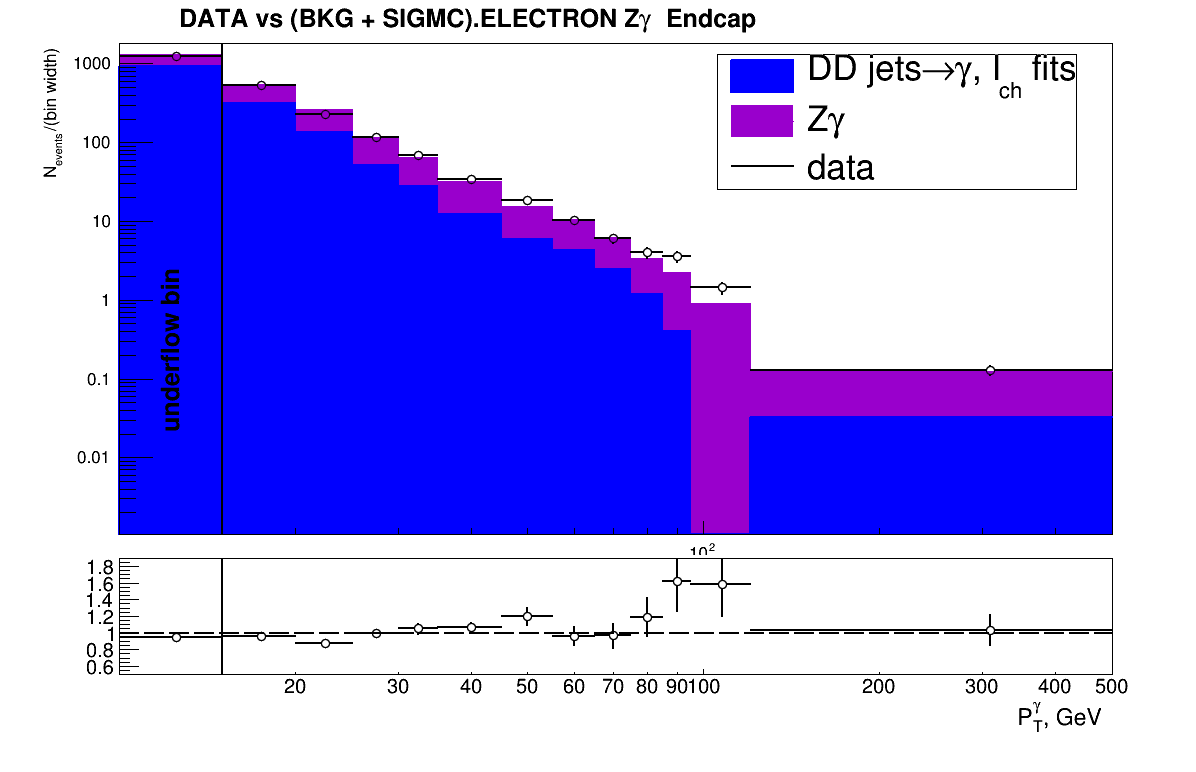 DATA vs (BKG + SIGMC).ELECTRON Zγ Endcap
N_events /(bin width)
1000
100
10
1
0.1
0.01
underflow bin
DD jets→γ, I_ch fits
Zγ
data
10²
1.8
1.6
1.4
1.2
1
0.8
0.6
20 30 40 50 60 70 80 90 100 200 300 400 500
P_T^γ, GeV